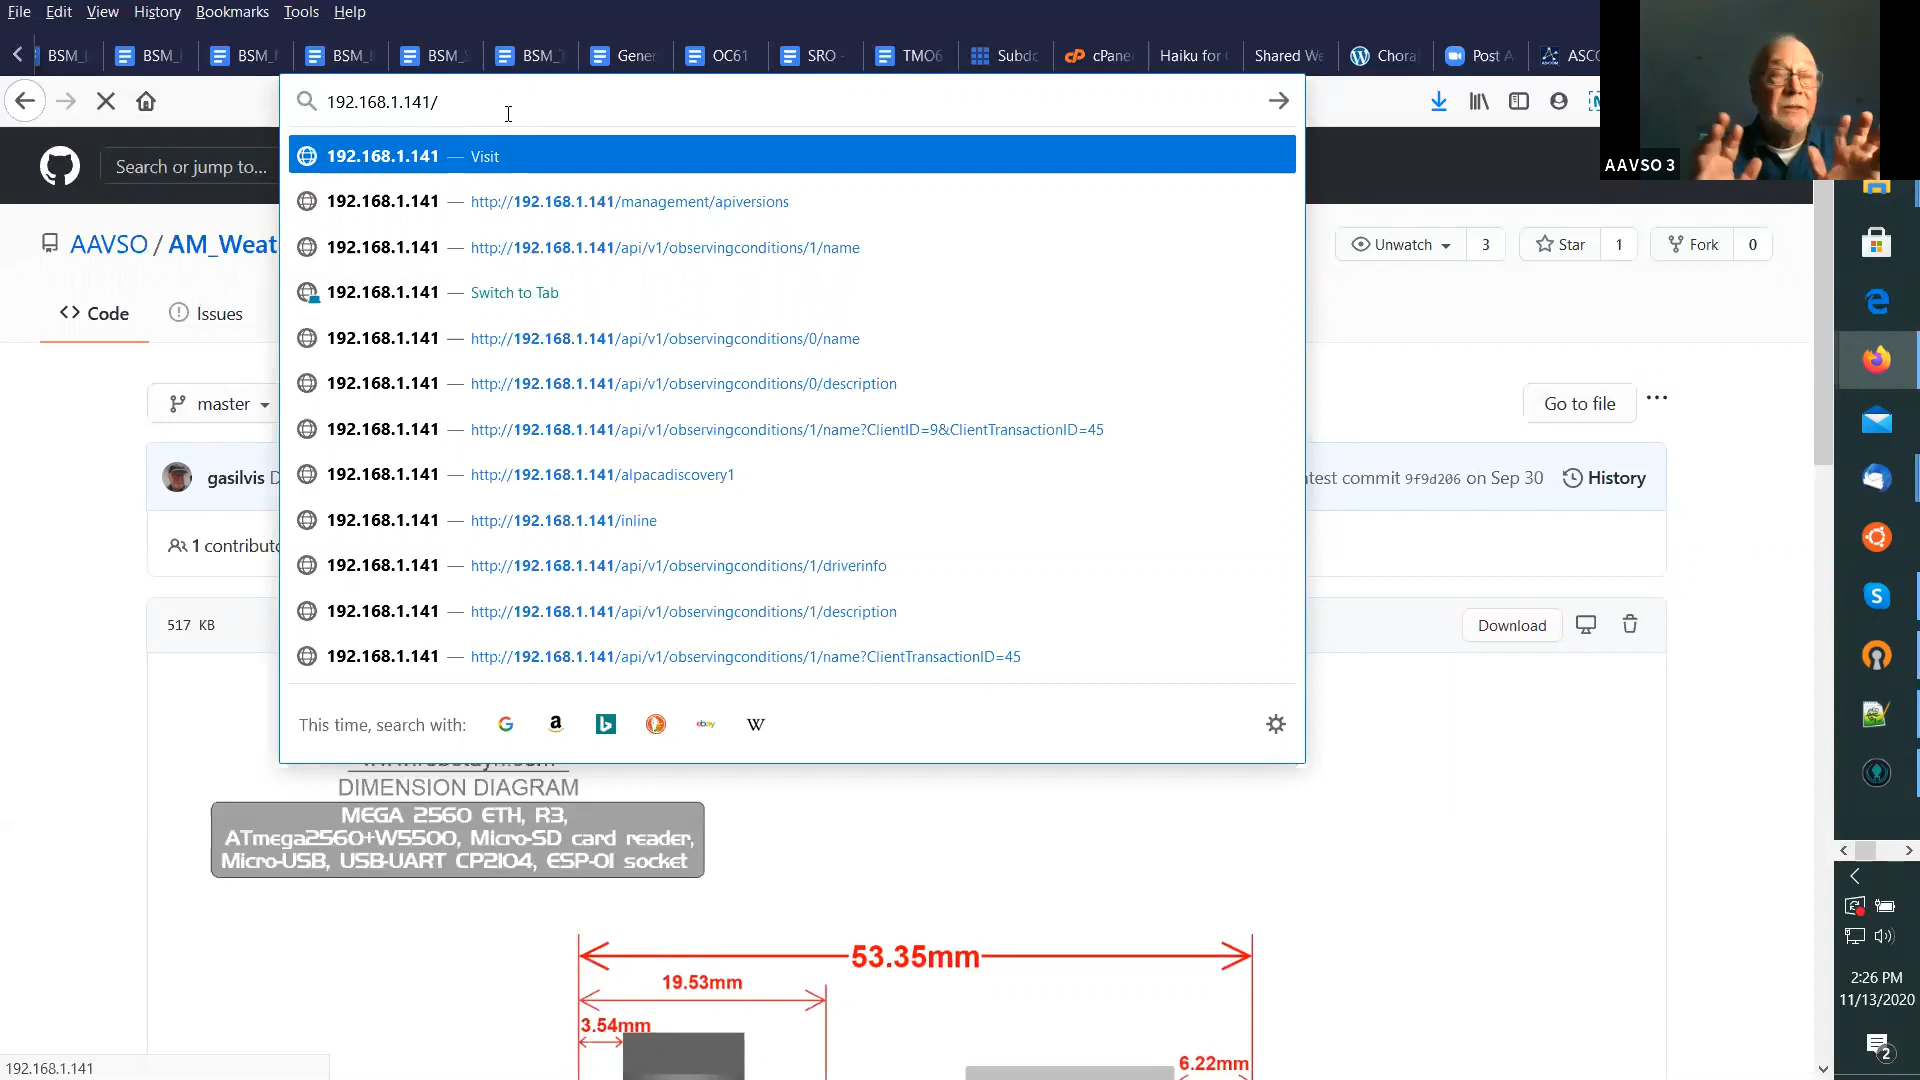 File Edit View History Bookmarks Tools Help
BSM_ BSM_ BSM_ BSM_ BSM_ BSM_ Gener OC61 SRO - TMO6 Subdo cPane Haiku for Shared We Chora Post A ASCO
192.168.1.141/
AAVSO 3
Search or jump to...
192.168.1.141 — Visit
192.168.1.141 — http://192.168.1.141/management/apiversions
192.168.1.141 — http://192.168.1.141/api/v1/observingconditions/1/name
192.168.1.141 — Switch to Tab
192.168.1.141 — http://192.168.1.141/api/v1/observingconditions/0/name
192.168.1.141 — http://192.168.1.141/api/v1/observingconditions/0/description
192.168.1.141 — http://192.168.1.141/api/v1/observingconditions/1/name?ClientID=9&ClientTransactionID=45
192.168.1.141 — http://192.168.1.141/alpacadiscovery1
192.168.1.141 — http://192.168.1.141/inline
192.168.1.141 — http://192.168.1.141/api/v1/observingconditions/1/driverinfo
192.168.1.141 — http://192.168.1.141/api/v1/observingconditions/1/description
192.168.1.141 — http://192.168.1.141/api/v1/observingconditions/1/name?ClientTransactionID=45
This time, search with: G a b ebay W
AAVSO / AM_Weat
Unwatch 3 Star 1 Fork 0
Code Issues
master
Go to file
gasilvis D
test commit 9f9d206 on Sep 30 History
1 contributo
517 KB
Download
DIMENSION DIAGRAM
MEGA 2560 ETH, R3,
ATmega2560+W5500, Micro-SD card reader,
Micro-USB, USB-UART CP2104, ESP-01 socket
53.35mm
19.53mm
3.54mm
6.22mm
192.168.1.141
2:26 PM
11/13/2020
2